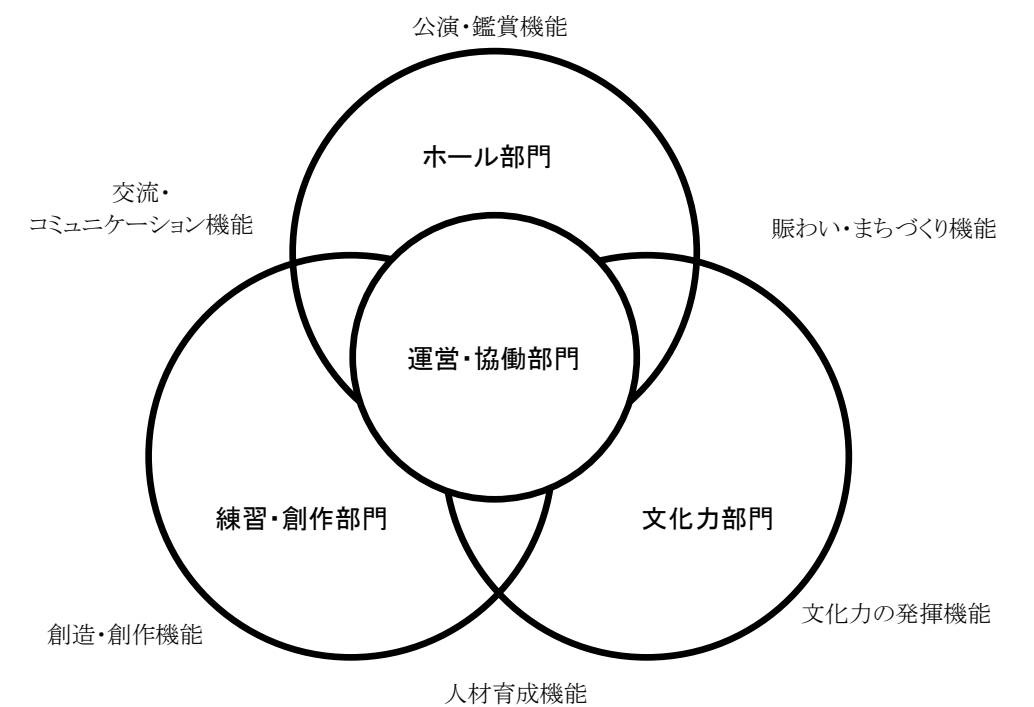 公演・鑑賞機能
ホール部門
交流・
コミュニケーション機能
賑わい・まちづくり機能
運営・協働部門
練習・創作部門
文化力部門
文化力の発揮機能
創造・創作機能
人材育成機能